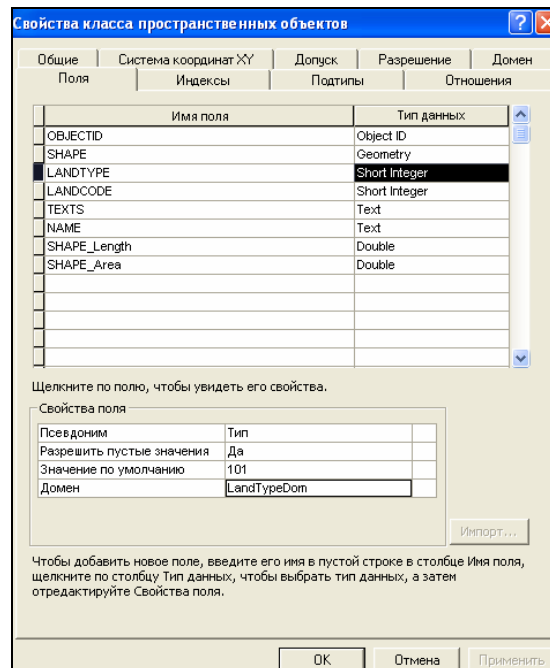 Свойства класса пространственных объектов
Общие Система координат XY Допуск Разрешение Домен
Поля Индексы Подтипы Отношения
Имя поля Тип данных
OBJECTID Object ID
SHAPE Geometry
LANDTYPE Short Integer
LANDCODE Short Integer
TEXTS Text
NAME Text
SHAPE_Length Double
SHAPE_Area Double
Щелкните по полю, чтобы увидеть его свойства.
Свойства поля
Псевдоним Тип
Разрешить пустые значения Да
Значение по умолчанию 101
Домен LandTypeDom
Импорт...
Чтобы добавить новое поле, введите его имя в пустой строке в столбце Имя поля,
щелкните по столбцу Тип данных, чтобы выбрать тип данных, а затем
отредактируйте Свойства поля.
OK Отмена Применить